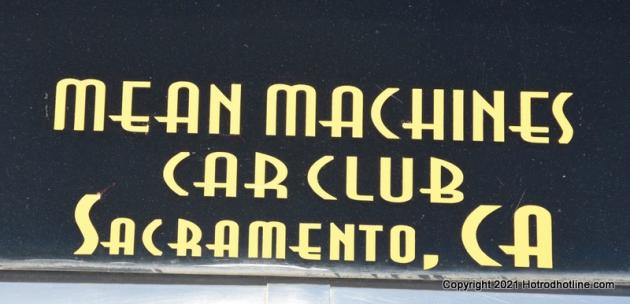 MEAN MACHINES
CAR CLUB
SACRAMENTO, CA
Copyright 2021 Hotrodhotline.com